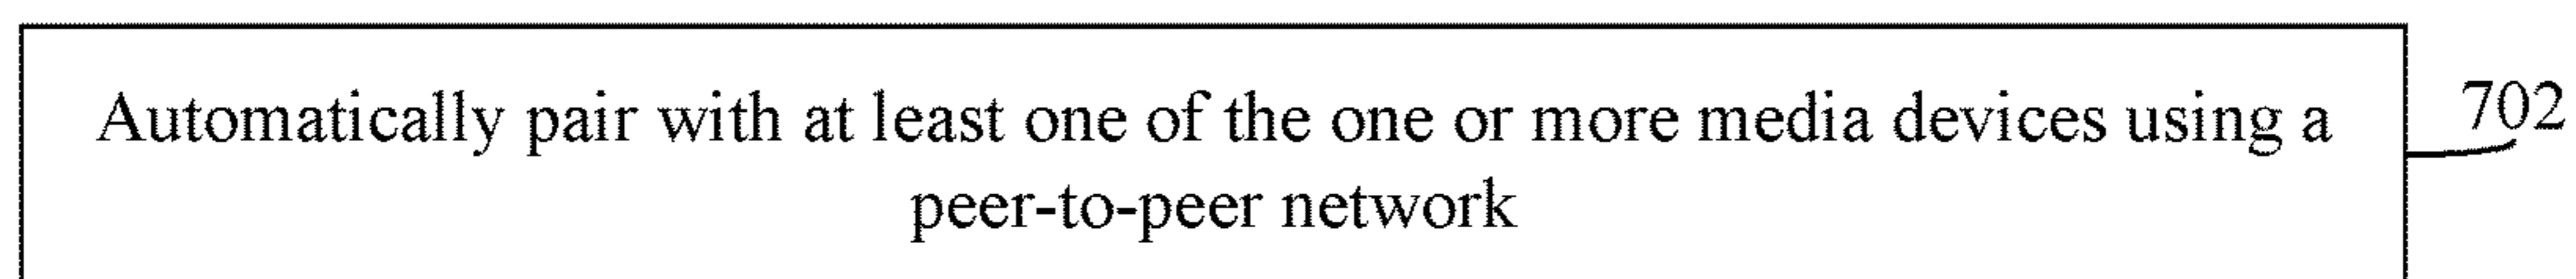 Automatically pair with at least one of the one or more media devices using a
peer-to-peer network
702